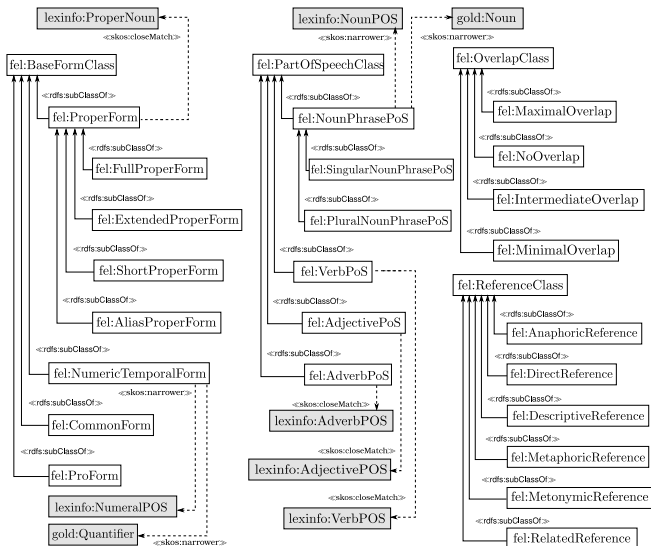 lexinfo:ProperNoun
≪skos:closeMatch≫
fel:BaseFormClass
≪rdfs:subClassOf≫
fel:ProperForm
≪rdfs:subClassOf≫
fel:FullProperForm
≪rdfs:subClassOf≫
fel:ExtendedProperForm
≪rdfs:subClassOf≫
fel:ShortProperForm
≪rdfs:subClassOf≫
fel:AliasProperForm
≪rdfs:subClassOf≫
fel:NumericTemporalForm
≪skos:narrower≫
≪rdfs:subClassOf≫
fel:CommonForm
≪rdfs:subClassOf≫
fel:ProForm
lexinfo:NumeralPOS
gold:Quantifier
≪skos:narrower≫
lexinfo:NounPOS
≪skos:narrower≫
gold:Noun
≪skos:narrower≫
fel:PartOfSpeechClass
≪rdfs:subClassOf≫
fel:NounPhrasePoS
≪rdfs:subClassOf≫
fel:SingularNounPhrasePoS
≪rdfs:subClassOf≫
fel:PluralNounPhrasePoS
≪rdfs:subClassOf≫
fel:VerbPoS
≪rdfs:subClassOf≫
fel:AdjectivePoS
≪rdfs:subClassOf≫
fel:AdverbPoS
≪skos:closeMatch≫
lexinfo:AdverbPOS
≪skos:closeMatch≫
lexinfo:AdjectivePOS
≪skos:closeMatch≫
lexinfo:VerbPOS
fel:OverlapClass
≪rdfs:subClassOf≫
fel:MaximalOverlap
≪rdfs:subClassOf≫
fel:NoOverlap
≪rdfs:subClassOf≫
fel:IntermediateOverlap
≪rdfs:subClassOf≫
fel:MinimalOverlap
fel:ReferenceClass
≪rdfs:subClassOf≫
fel:AnaphoricReference
≪rdfs:subClassOf≫
fel:DirectReference
≪rdfs:subClassOf≫
fel:DescriptiveReference
≪rdfs:subClassOf≫
fel:MetaphoricReference
≪rdfs:subClassOf≫
fel:MetonymicReference
≪rdfs:subClassOf≫
fel:RelatedReference